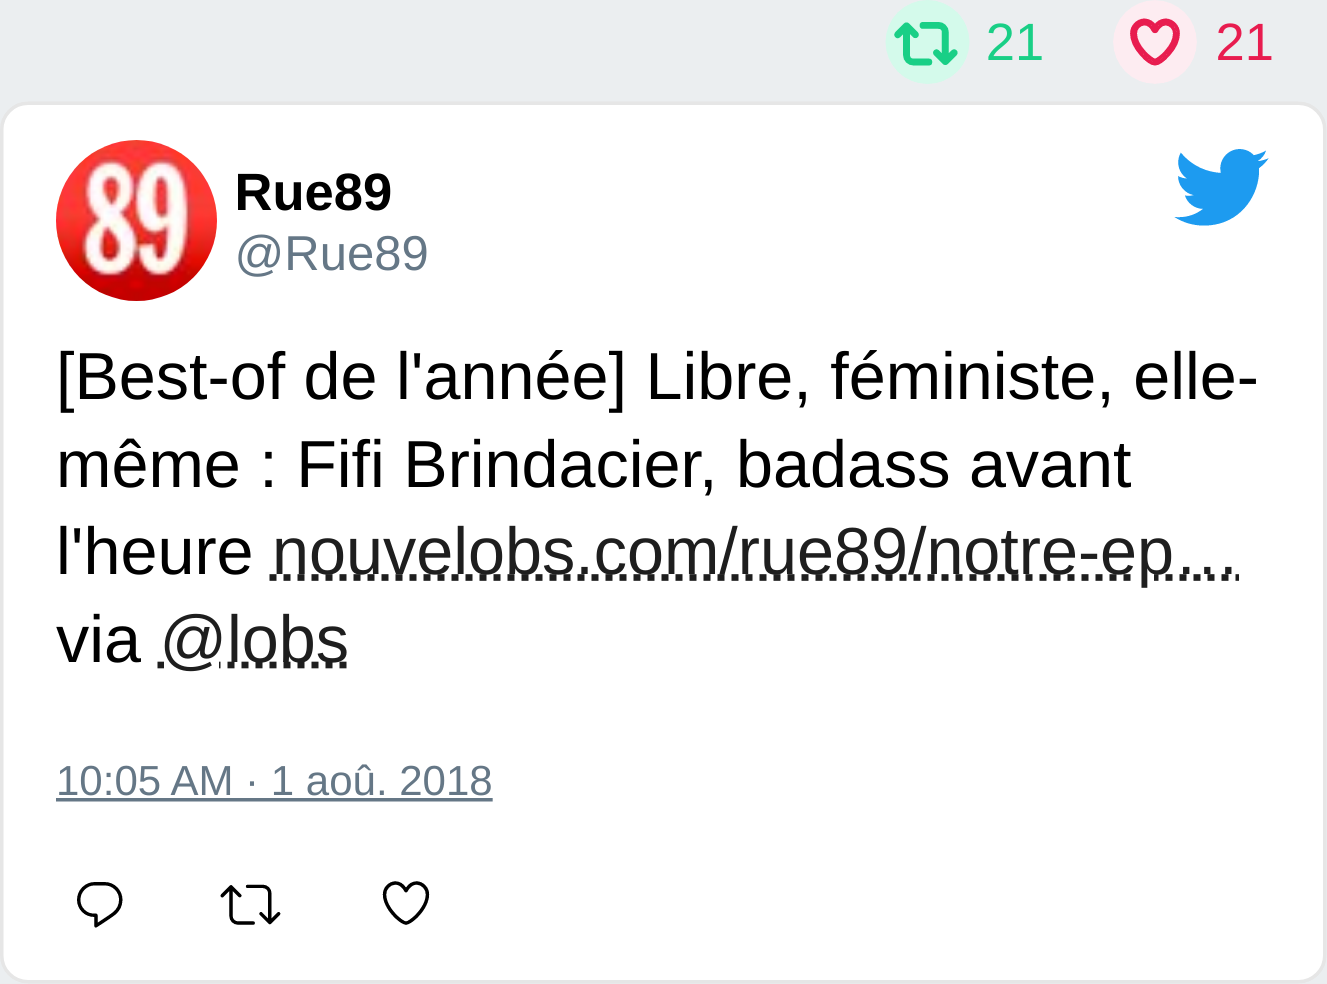 21 21
89
Rue89
@Rue89
[Best-of de l'année] Libre, féministe, elle-
même : Fifi Brindacier, badass avant
l'heure nouvelobs.com/rue89/notre-ep…
via @lobs
10:05 AM · 1 aoû. 2018